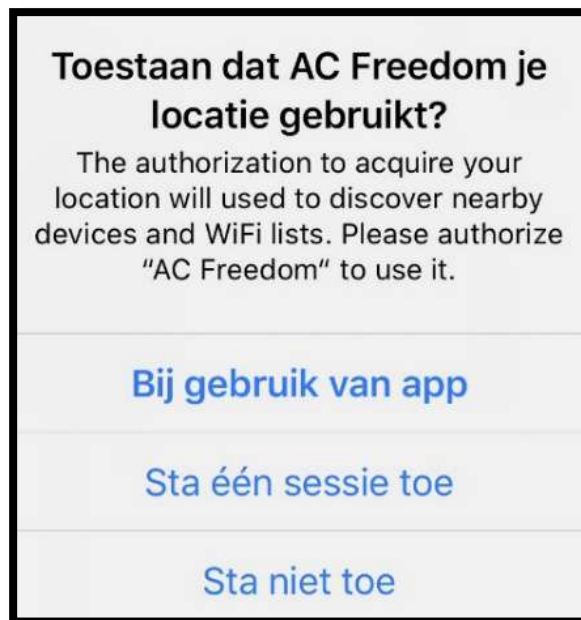 Toestaan dat AC Freedom je
locatie gebruikt?
The authorization to acquire your
location will used to discover nearby
devices and WiFi lists. Please authorize
“AC Freedom“ to use it.
Bij gebruik van app
Sta één sessie toe
Sta niet toe